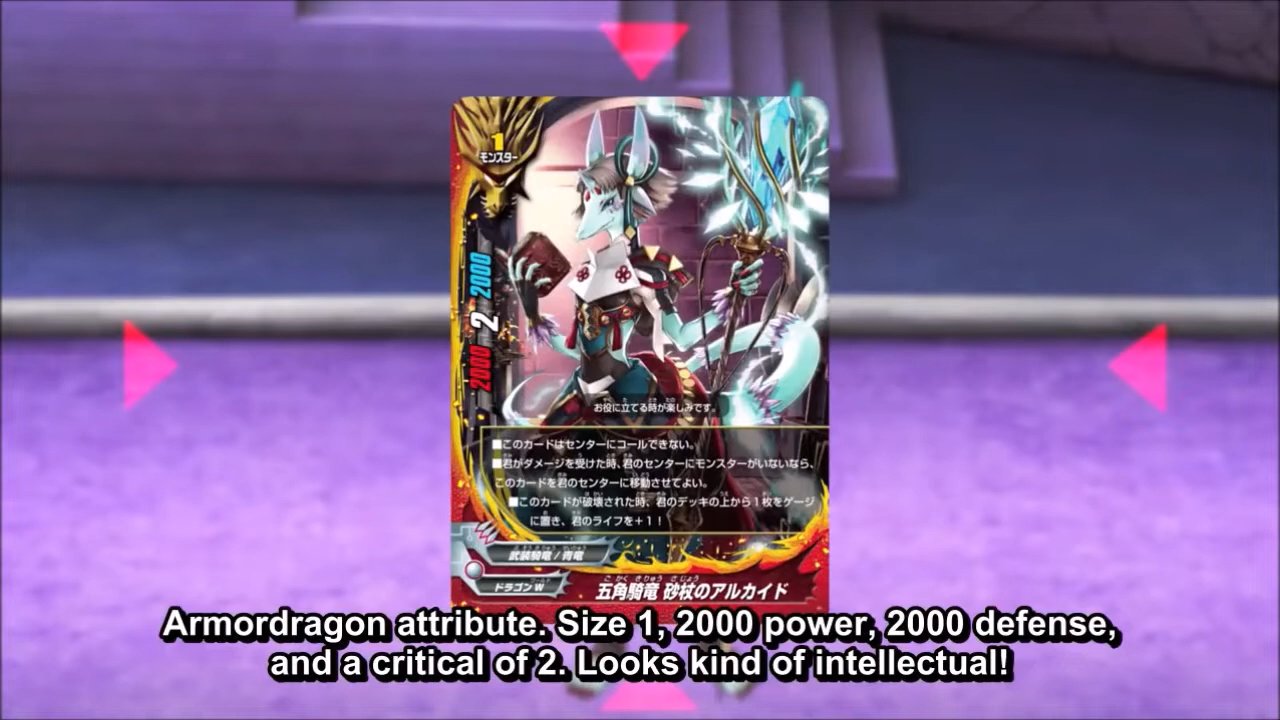 1
モンスター
2000
2
2000
お役に立てる時が楽しみです。
■このカードはセンターにコールできない。
■君がダメージを受けた時、君のセンターにモンスターがいないなら、
このカードを君のセンターに移動させてよい。
■このカードが破壊された時、君のデッキの上から1枚をゲージ
に置き、君のライフを+1！
武装騎竜/青竜
ドラゴンW
五角騎竜 砂杖のアルカイド
Armordragon attribute. Size 1, 2000 power, 2000 defense,
and a critical of 2. Looks kind of intellectual!